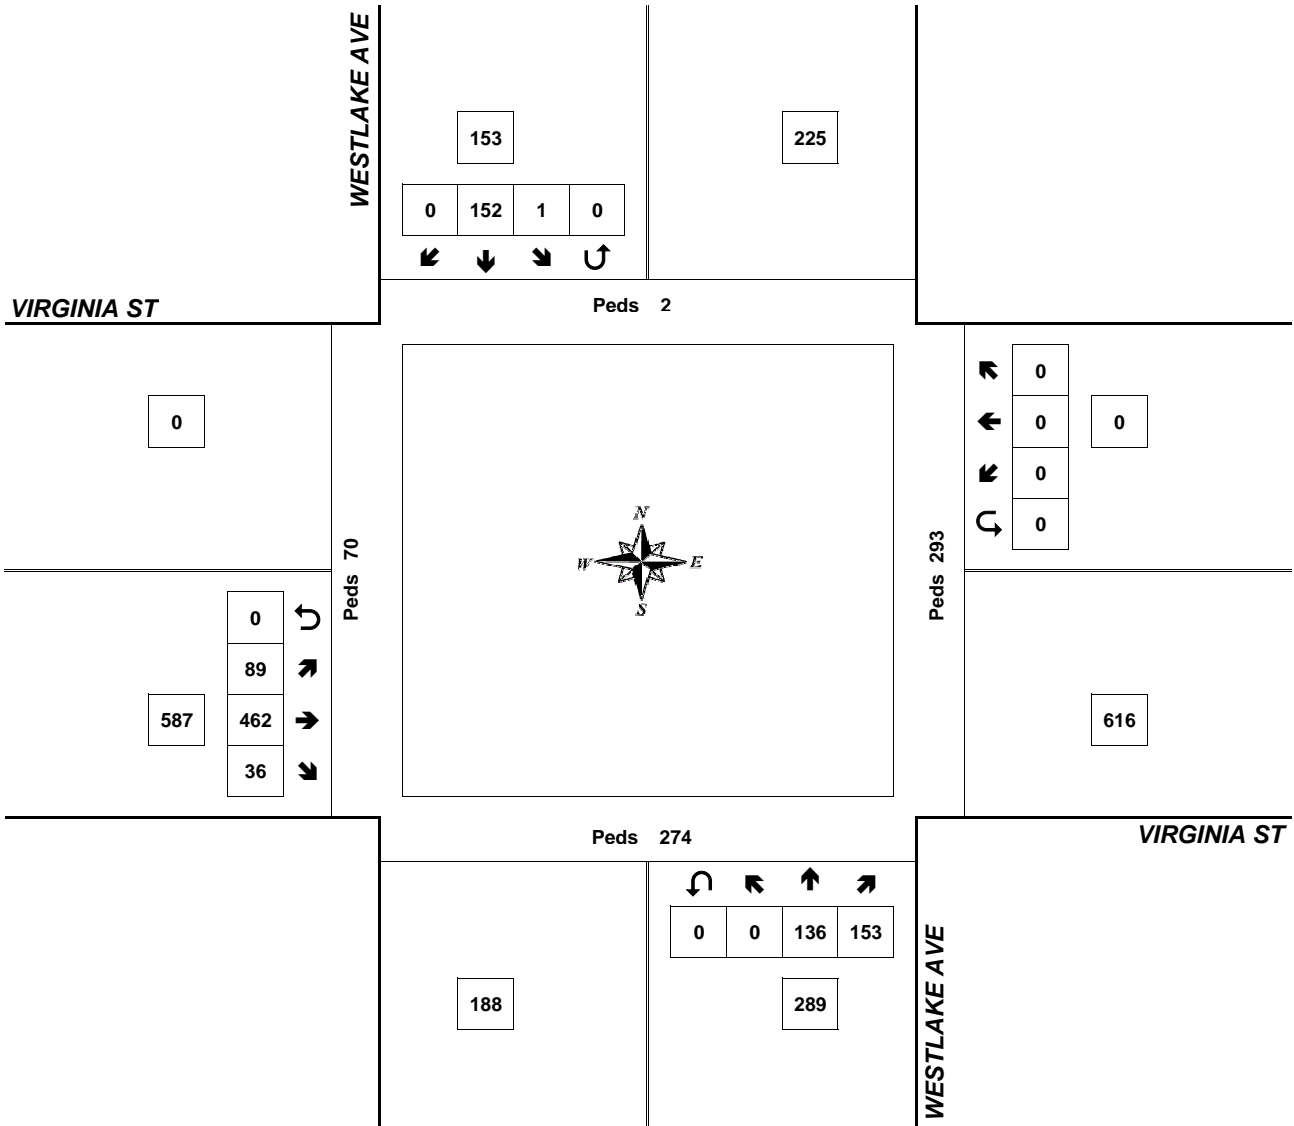 WESTLAKE AVE
153
225
0 152 1 0
VIRGINIA ST
Peds 2
0
0
0
0
0
0
N
W E
S
Peds 70
Peds 293
0
89
587 462
36
616
Peds 274
VIRGINIA ST
0 0 136 153
188
289
WESTLAKE AVE